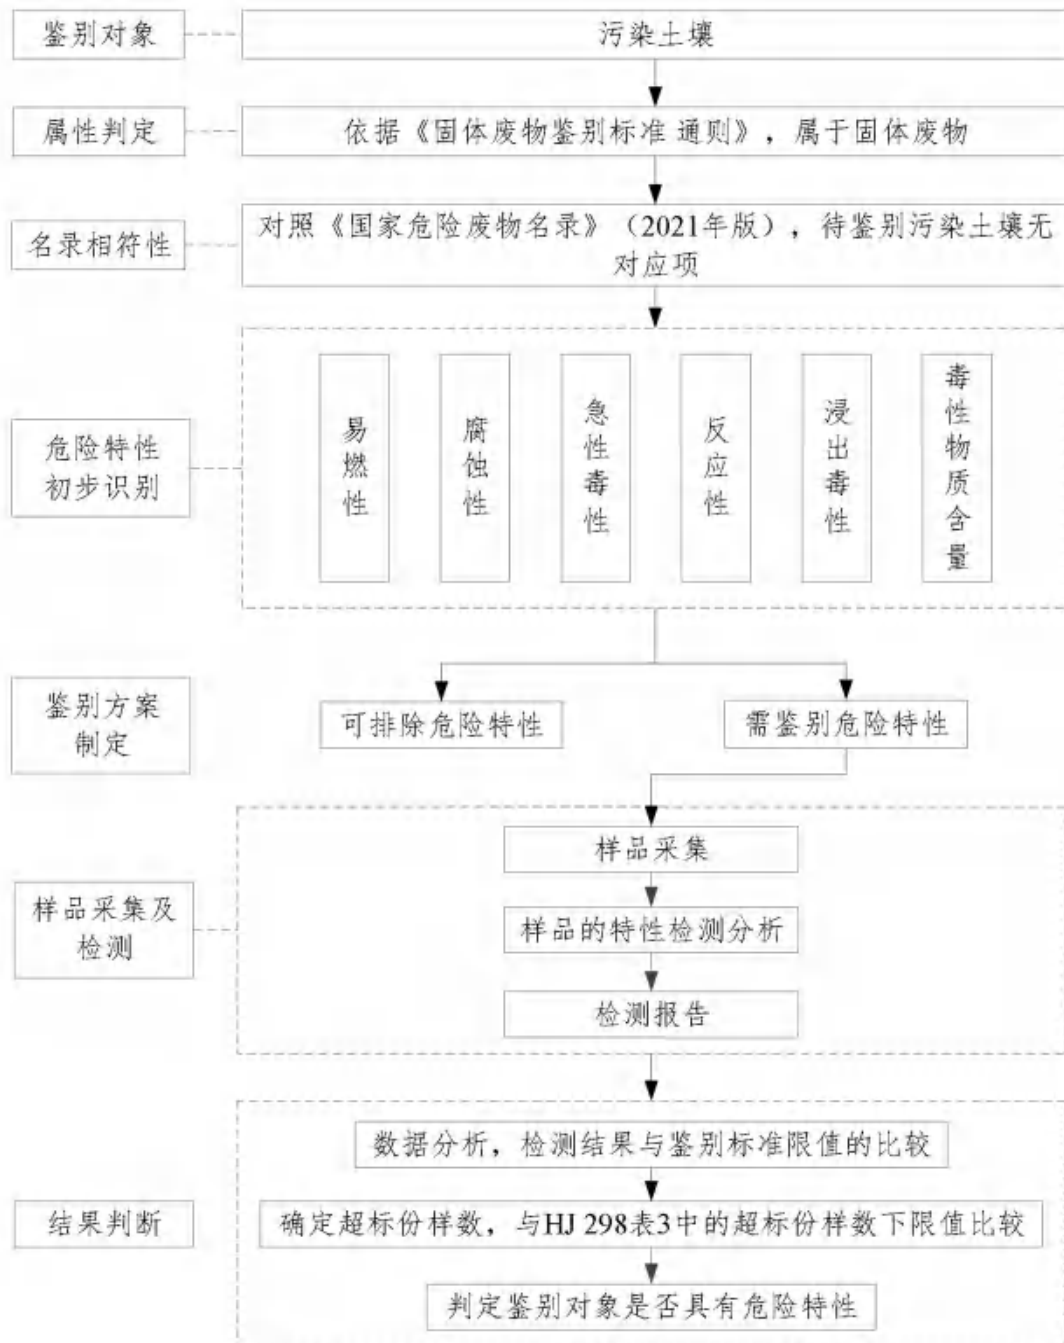 鉴别对象
污染土壤
属性判定
依据《固体废物鉴别标准 通则》，属于固体废物
名录相符性
对照《国家危险废物名录》（2021年版），待鉴别污染土壤无
对应项
危险特性
初步识别
易燃性
腐蚀性
急性毒性
反应性
浸出毒性
毒性物质含量
鉴别方案
制定
可排除危险特性
需鉴别危险特性
样品采集及
检测
样品采集
样品的特性检测分析
检测报告
结果判断
数据分析，检测结果与鉴别标准限值的比较
确定超标份样数，与HJ 298表3中的超标份样数下限值比较
判定鉴别对象是否具有危险特性